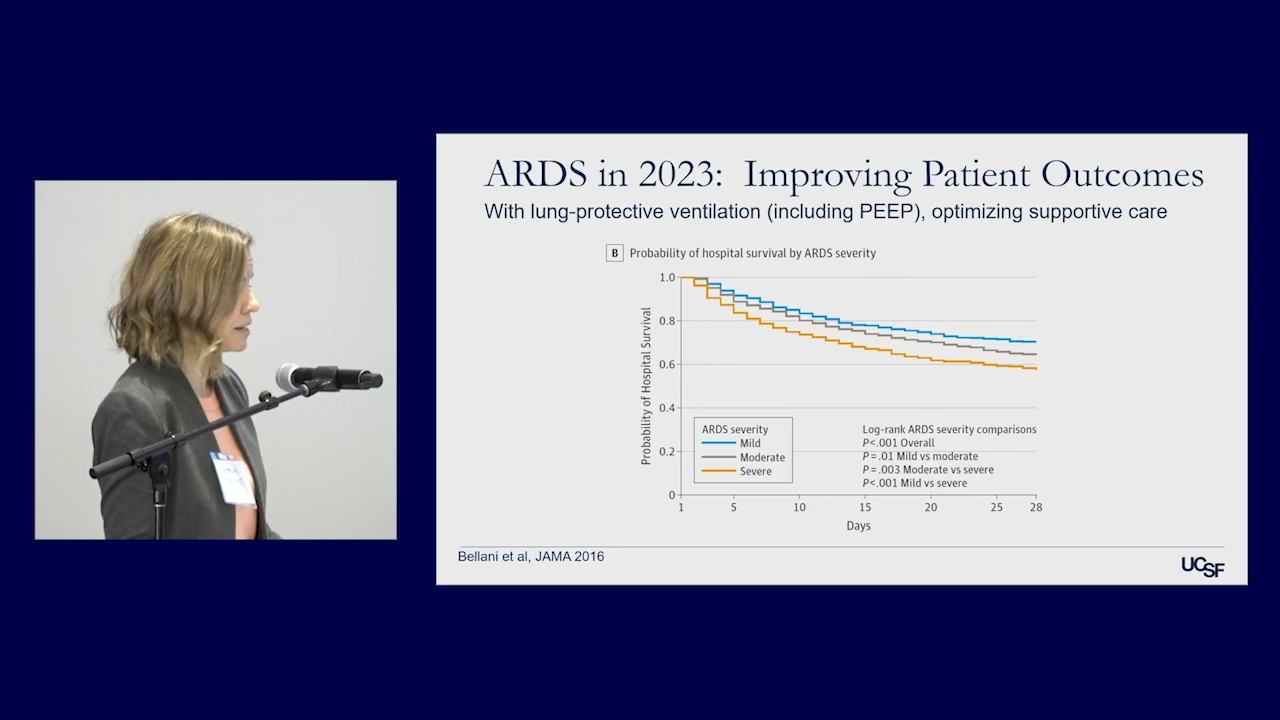 ARDS in 2023: Improving Patient Outcomes
With lung-protective ventilation (including PEEP), optimizing supportive care
B Probability of hospital survival by ARDS severity
Probability of Hospital Survival
1.0
0.8
0.6
0.4
0.2
0
ARDS severity
Mild
Moderate
Severe
Log-rank ARDS severity comparisons
P<.001 Overall
P=.01 Mild vs moderate
P=.003 Moderate vs severe
P<.001 Mild vs severe
1 5 10 15 20 25 28
Days
Bellani et al, JAMA 2016
UCSF